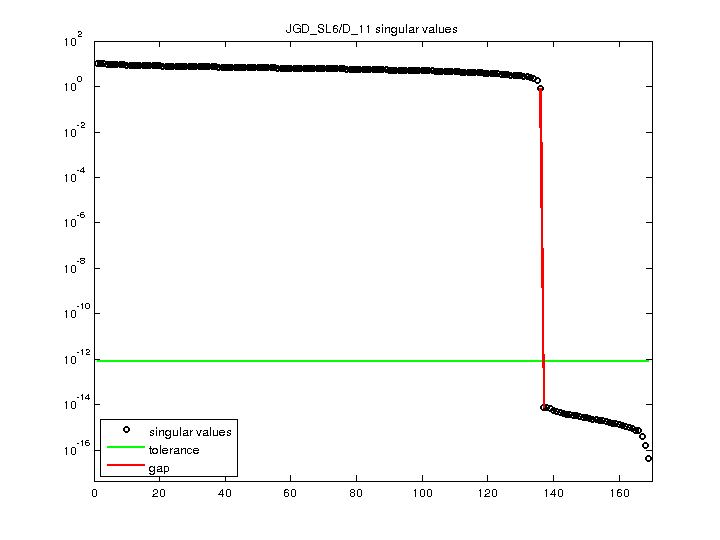 JGD_SL6/D_11 singular values
10^2
10^0
10^-2
10^-4
10^-6
10^-8
10^-10
10^-12
10^-14
10^-16
singular values
tolerance
gap
0 20 40 60 80 100 120 140 160